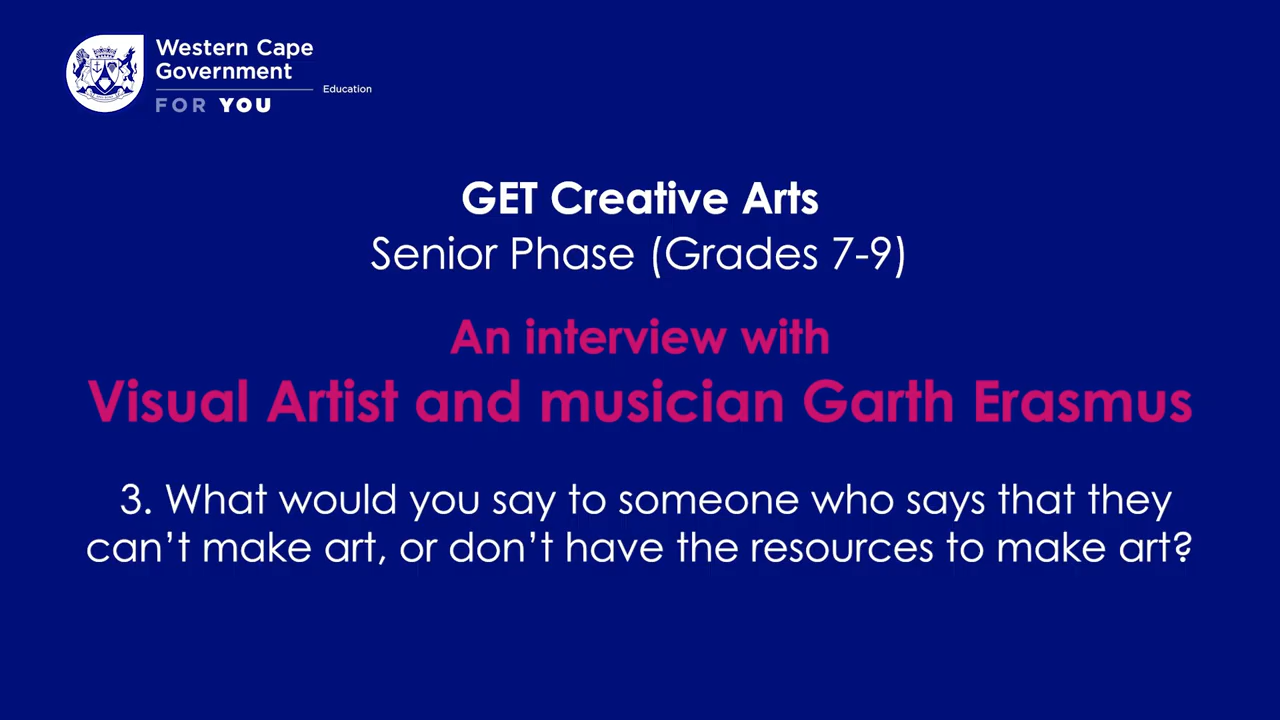 Western Cape
Government
Education
FOR YOU
GET Creative Arts
Senior Phase (Grades 7-9)
An interview with
Visual Artist and musician Garth Erasmus
3. What would you say to someone who says that they
can't make art, or don't have the resources to make art?